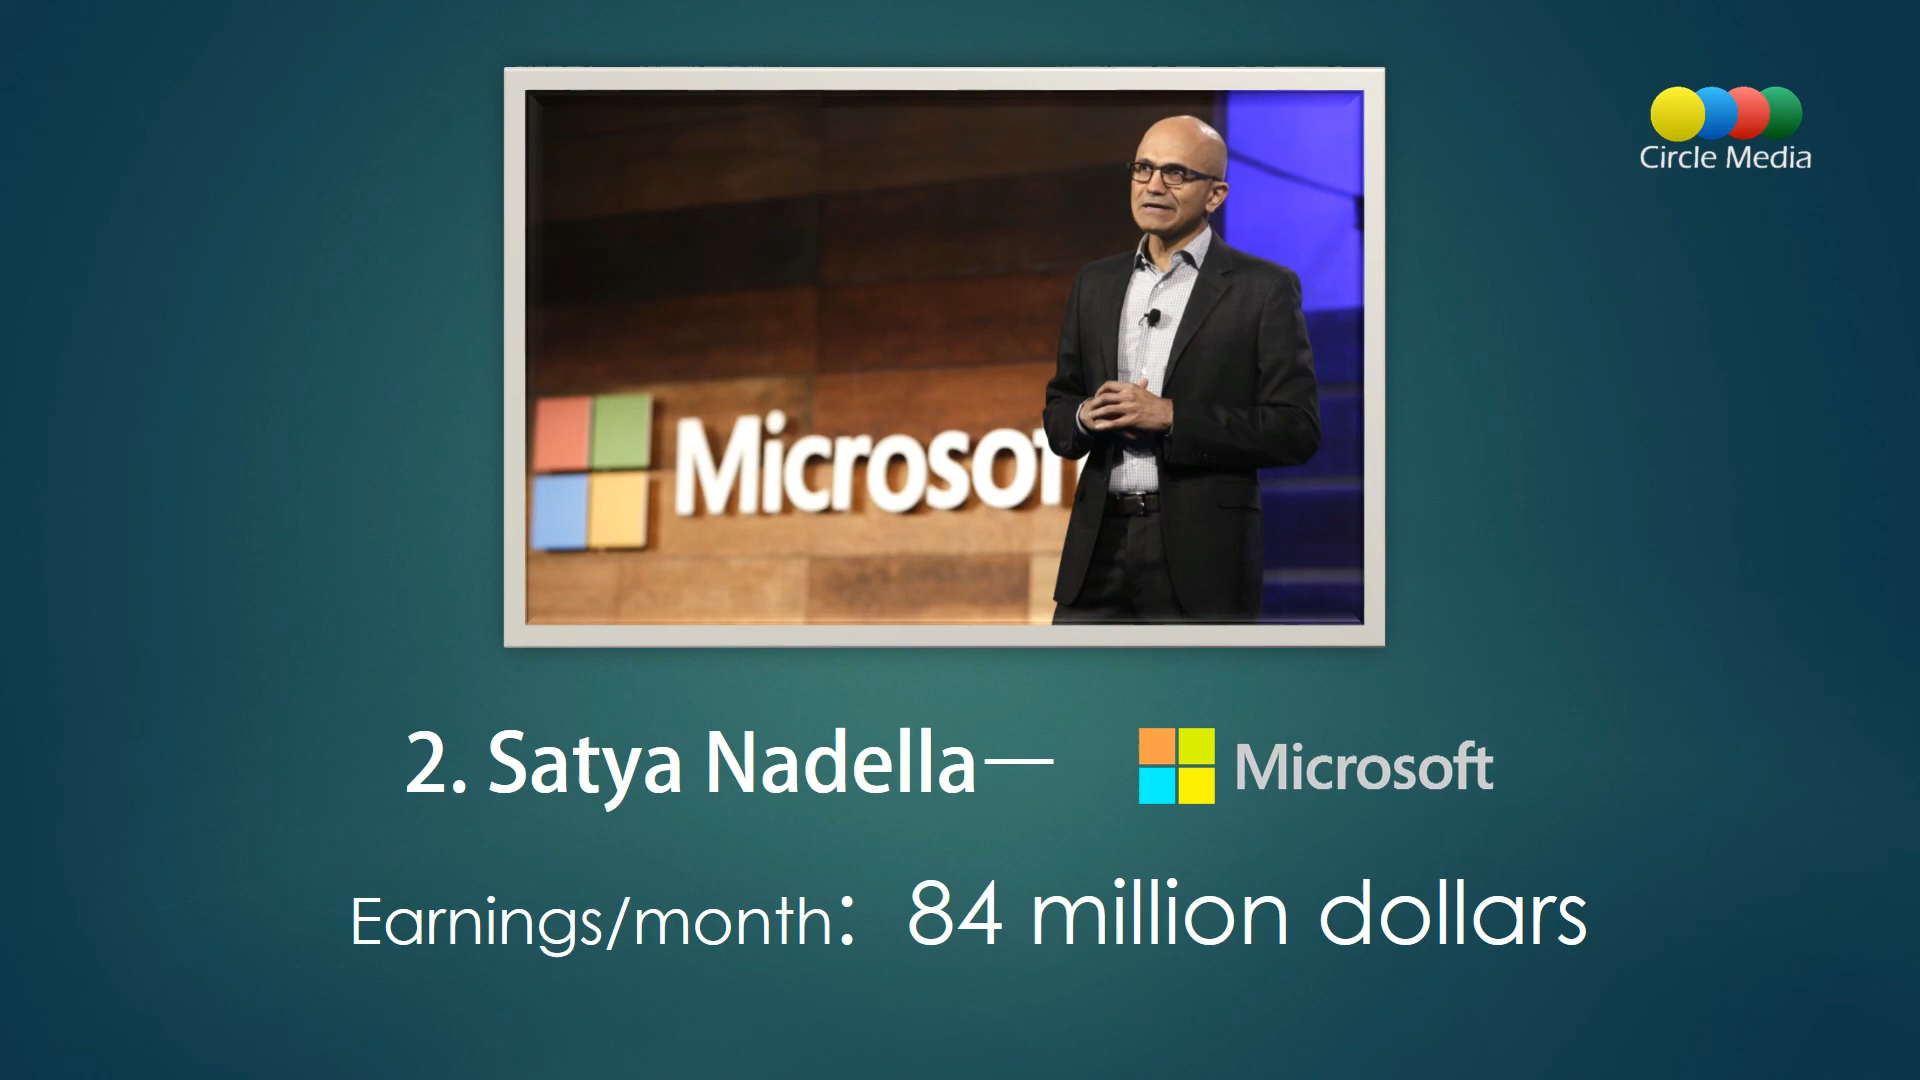 Circle Media
Microsof
2. Satya Nadella— Microsoft
Earnings/month: 84 million dollars